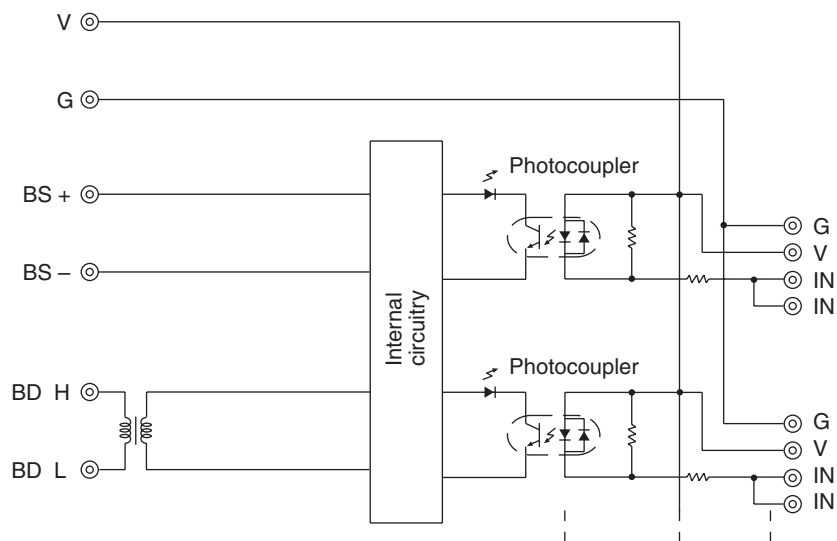 V
G
BS +
BS –
BD H
BD L
Internal
circuitry
Photocoupler
G
V
IN
IN
Photocoupler
G
V
IN
IN